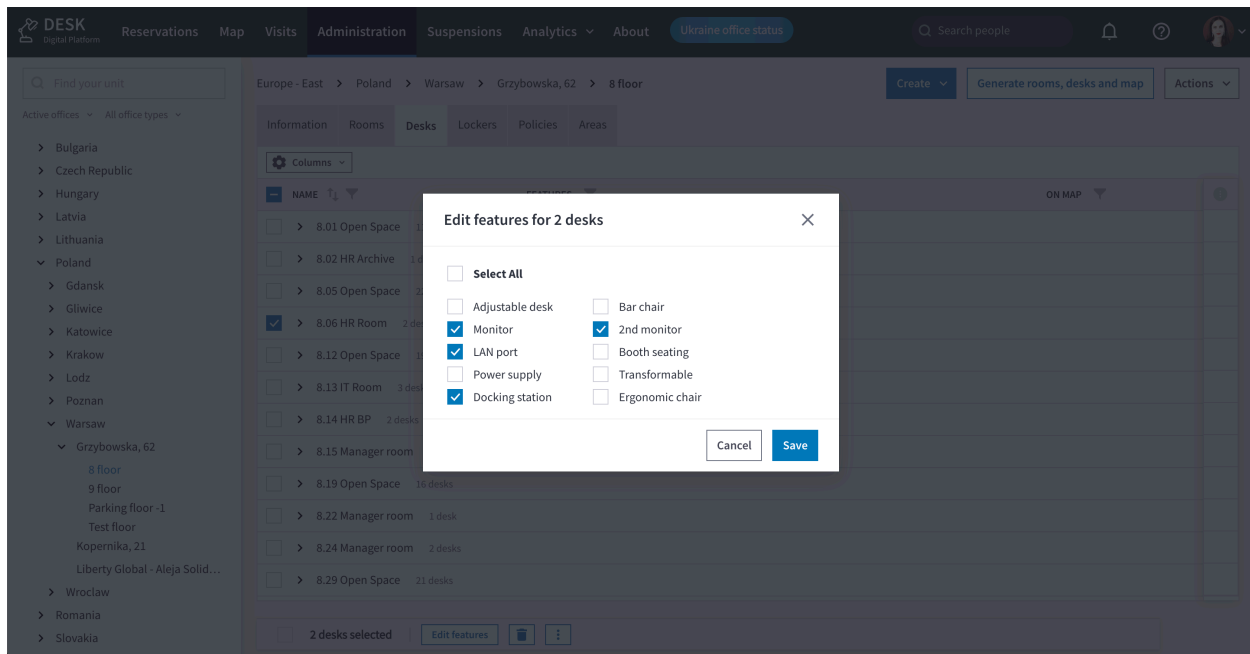 DESK
Digital Platform
Reservations Map Visits Administration Suspensions Analytics About Ukraine office status Search people
Find your unit
Active offices All office types
Bulgaria
Czech Republic
Hungary
Latvia
Lithuania
Poland
Gdansk
Gliwice
Katowice
Krakow
Lodz
Poznan
Warsaw
Grzybowska, 62
8 floor
9 floor
Parking floor -1
Test floor
Kopernika, 21
Liberty Global - Aleja Solid...
Wroclaw
Romania
Slovakia
Europe - East > Poland > Warsaw > Grzybowska, 62 > 8 floor
Create Generate rooms, desks and map Actions
Information Rooms Desks Lockers Policies Areas
Columns
NAME FEATURES ON MAP
8.01 Open Space
8.02 HR Archive
8.05 Open Space
8.06 HR Room
8.12 Open Space
8.13 IT Room
8.14 HR BP 2 desks
8.15 Manager room
8.19 Open Space 16 desks
8.22 Manager room 1 desk
8.24 Manager room 2 desks
8.29 Open Space 21 desks
2 desks selected Edit features
Edit features for 2 desks
Select All
Adjustable desk Bar chair
Monitor 2nd monitor
LAN port Booth seating
Power supply Transformable
Docking station Ergonomic chair
Cancel Save